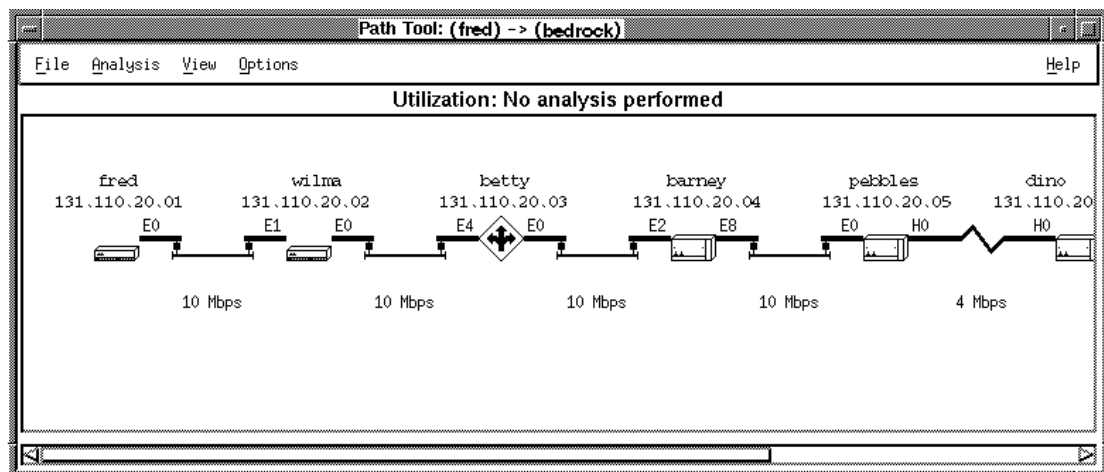 Path Tool: (fred) -> (bedrock)
File Analysis View Options Help
Utilization: No analysis performed
fred wilma betty barney pebbles dino
131.110.20.01 131.110.20.02 131.110.20.03 131.110.20.04 131.110.20.05 131.110.20
E0 E1 E0 E4 E0 E2 E8 E0 H0 H0
10 Mbps 10 Mbps 10 Mbps 10 Mbps 4 Mbps